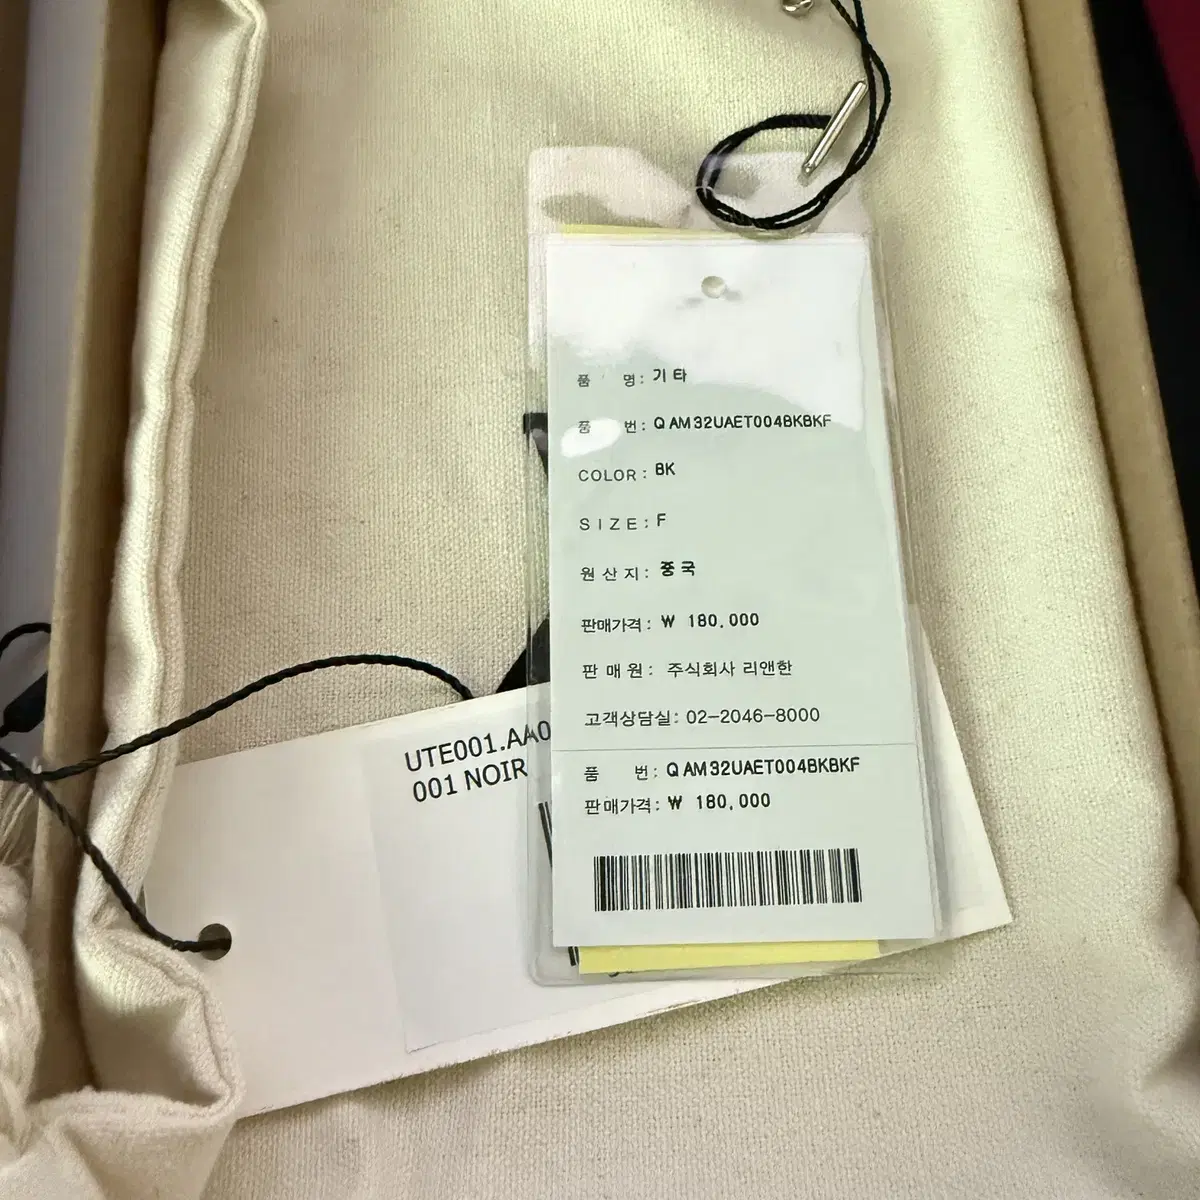 품 명: 기타
품 번: QAM32UAET004BKBKF
COLOR: BK
SIZE: F
원산지: 중국
판매가격: ₩ 180,000
판매원: 주식회사 리앤한
고객상담실: 02-2046-8000
품 번: QAM32UAET004BKBKF
판매가격: ₩ 180,000
UTE001.AA0
001 NOIR